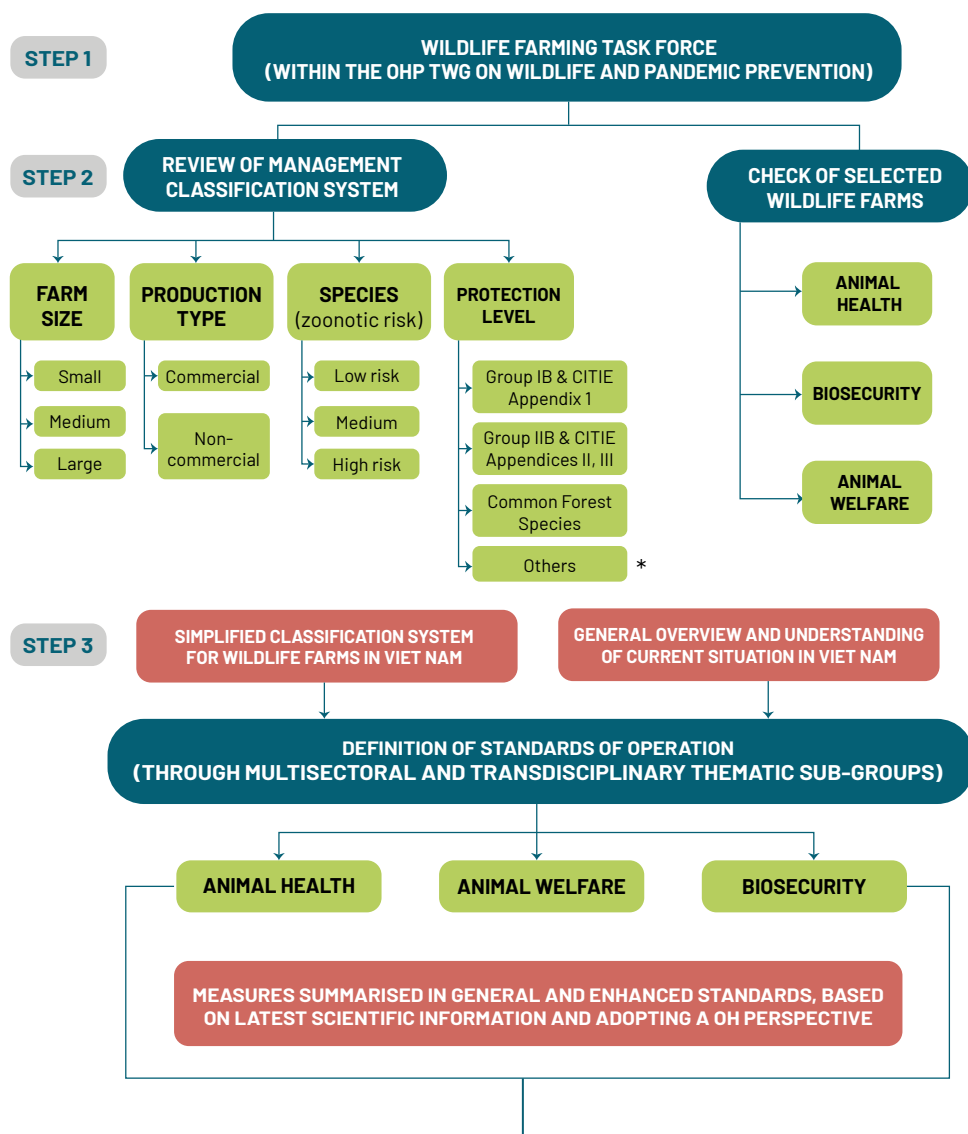 STEP 1
WILDLIFE FARMING TASK FORCE
(WITHIN THE OHP TWG ON WILDLIFE AND PANDEMIC PREVENTION)
STEP 2
REVIEW OF MANAGEMENT
CLASSIFICATION SYSTEM
CHECK OF SELECTED
WILDLIFE FARMS
FARM
SIZE
Small
Medium
Large
PRODUCTION
TYPE
Commercial
Non-
commercial
SPECIES
(zoonotic risk)
Low risk
Medium
High risk
PROTECTION
LEVEL
Group IB & CITIE
Appendix 1
Group IIB & CITIE
Appendices II, III
Common Forest
Species
Others *
ANIMAL
HEALTH
BIOSECURITY
ANIMAL
WELFARE
STEP 3
SIMPLIFIED CLASSIFICATION SYSTEM
FOR WILDLIFE FARMS IN VIET NAM
GENERAL OVERVIEW AND UNDERSTANDING
OF CURRENT SITUATION IN VIET NAM
DEFINITION OF STANDARDS OF OPERATION
(THROUGH MULTISECTORAL AND TRANSDISCIPLINARY THEMATIC SUB-GROUPS)
ANIMAL HEALTH
ANIMAL WELFARE
BIOSECURITY
MEASURES SUMMARISED IN GENERAL AND ENHANCED STANDARDS, BASED
ON LATEST SCIENTIFIC INFORMATION AND ADOPTING A OH PERSPECTIVE